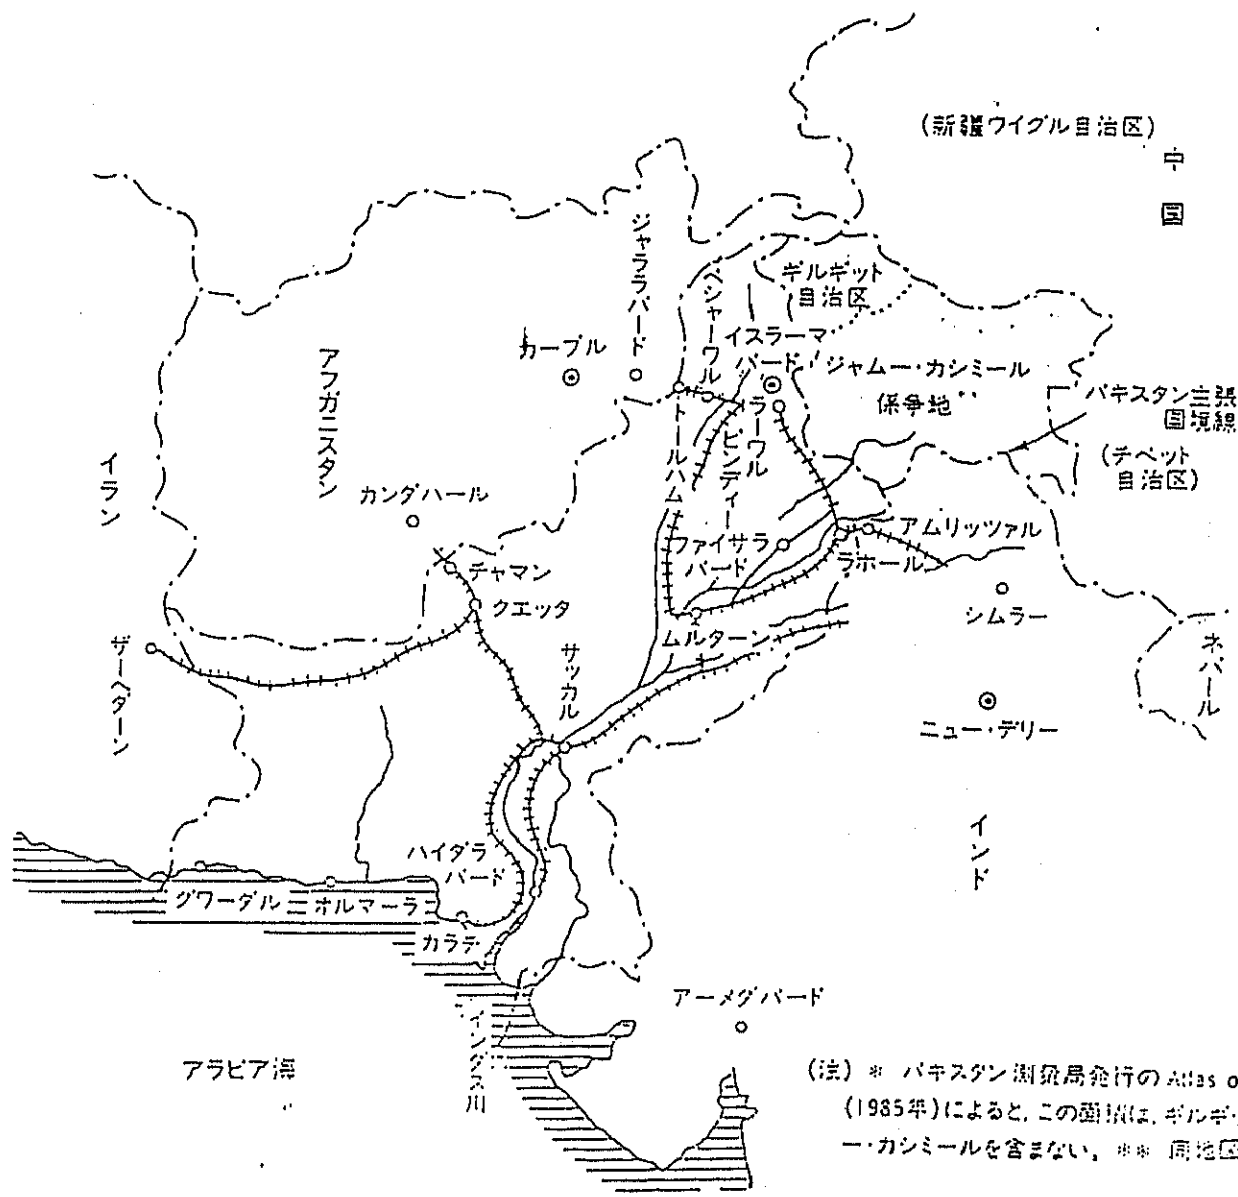 (新疆ウイグル自治区)
中国
ギルギット
自治区
ジャララバード
ペシャーワル
カーブル
イスラーマ
バード
ジャムー・カシミール
係争地
パキスタン主張
国境線
(チベット
自治区)
アフガニスタン
イラン
トールハム
ラーワル
ピンディー
カンダハール
ファイサラ
バード
アムリッツァル
ラホール
チャマン
クエッタ
シムラー
ムルターン
ザーヘダーン
サッカル
ネパール
ニュー・デリー
インド
ハイダラ
バード
グワーダル
オルマーラ
カラチ
インダス川
アーメダバード
アラビア海
(注) * パキスタン測量局発行の Atlas o
(1985年)によると、この面積は、ギルギ
ー・カシミールを含まない。 ** 同地区